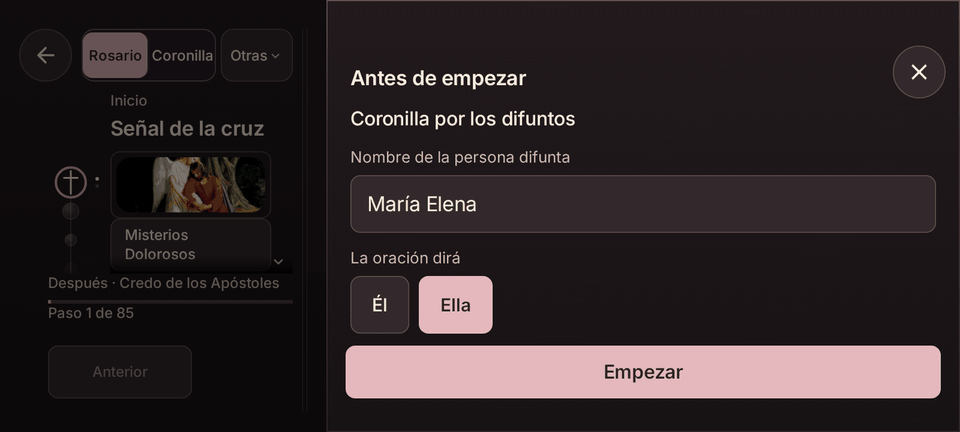 Rosario
Coronilla
Otras
Inicio
Señal de la cruz
Misterios
Dolorosos
Después · Credo de los Apóstoles
Paso 1 de 85
Anterior
Antes de empezar
Coronilla por los difuntos
Nombre de la persona difunta
María Elena
La oración dirá
Él
Ella
Empezar